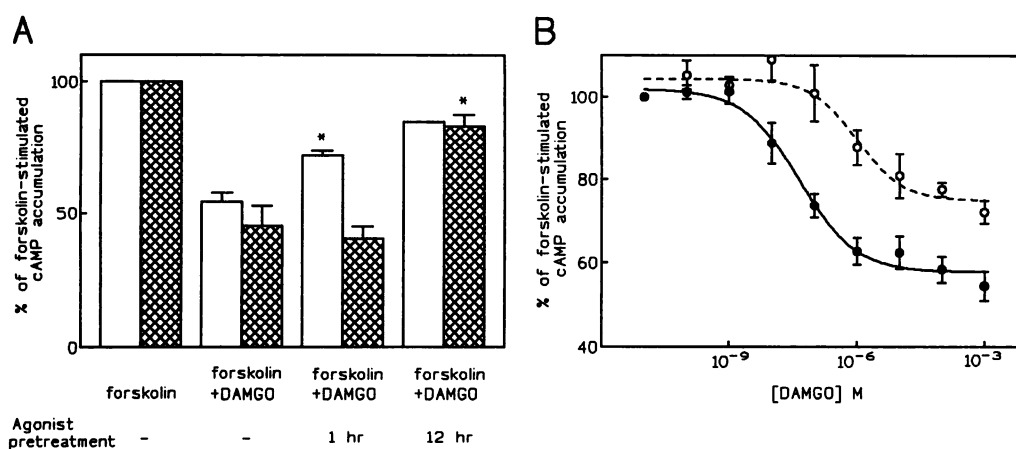 A
% of forskolin-stimulated
cAMP accumulation
100
50
0
*
*
forskolin
forskolin
+DAMGO
forskolin
+DAMGO
forskolin
+DAMGO
Agonist
pretreatment
–
–
1 hr
12 hr
B
% of forskolin-stimulated
cAMP accumulation
100
80
60
40
10⁻⁹
10⁻⁶
10⁻³
[DAMGO] M